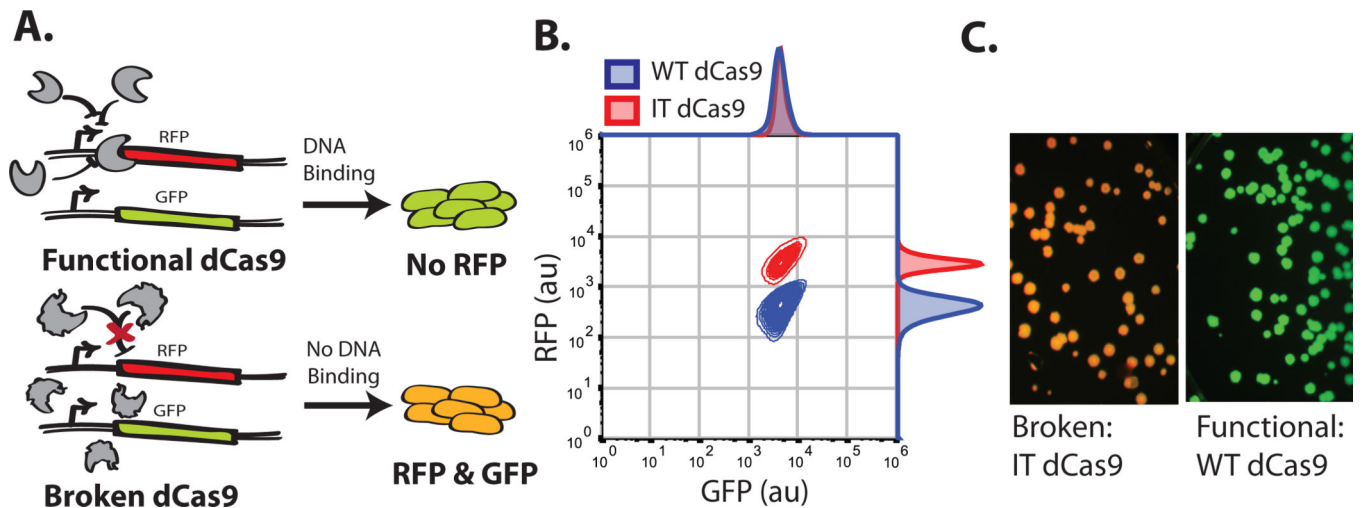 A.
RFP
GFP
Functional dCas9
DNA
Binding
No RFP
RFP
GFP
Broken dCas9
No DNA
Binding
RFP & GFP
B.
WT dCas9
IT dCas9
10^6
10^5
10^4
10^3
10^2
10^1
10^0
RFP (au)
10^0 10^1 10^2 10^3 10^4 10^5 10^6
GFP (au)
C.
Broken:
IT dCas9
Functional:
WT dCas9